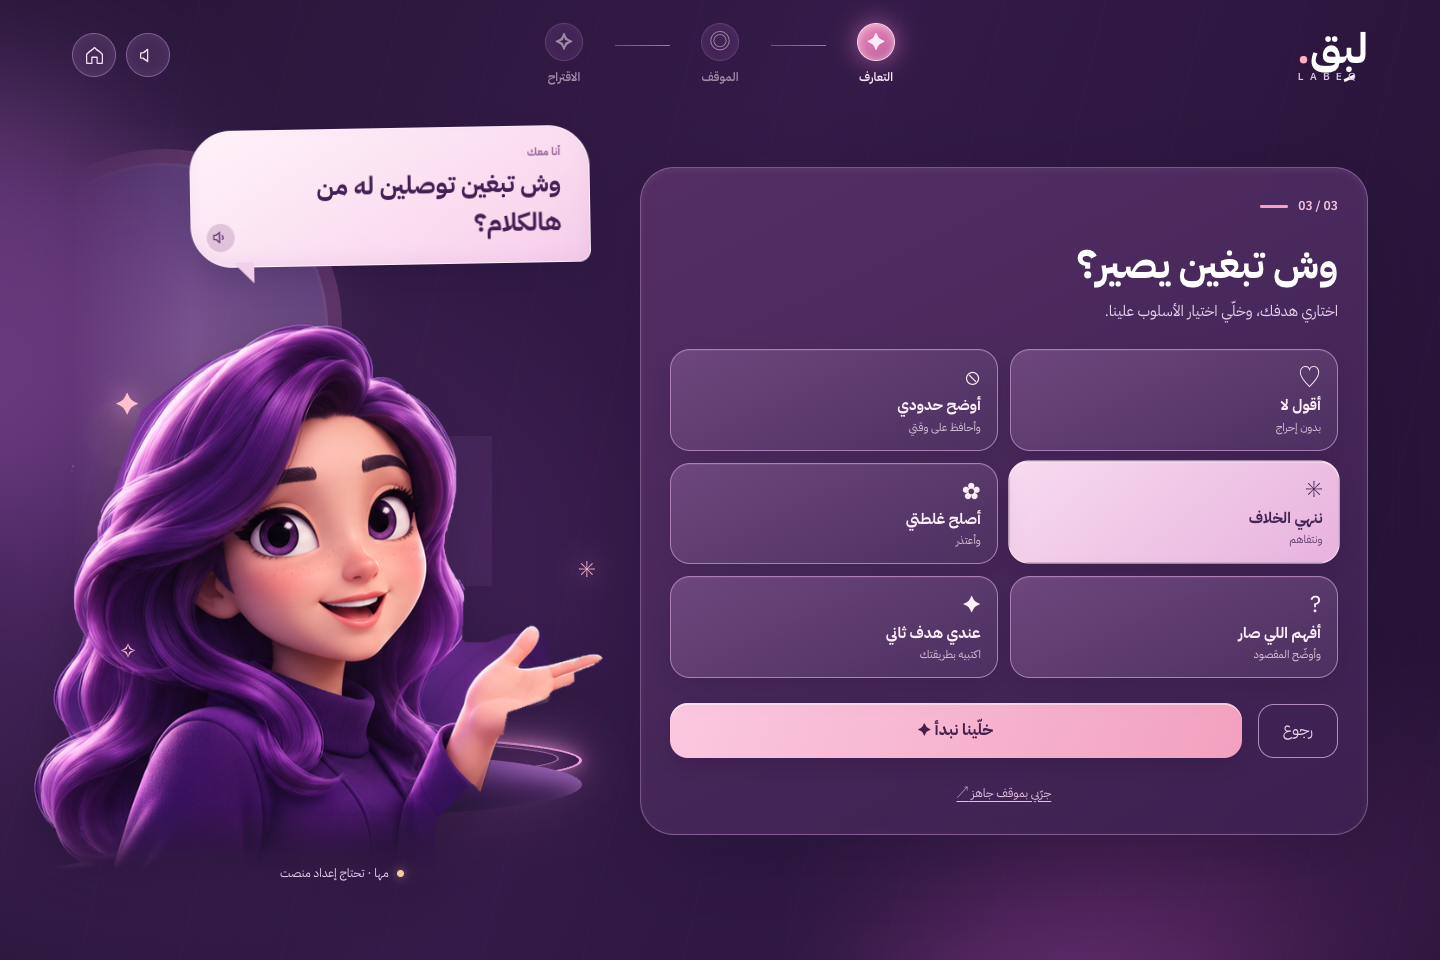 لبق.
LABEQ
التعارف
الموقف
الاقتراح
أنا معك
وش تبغين توصلين له من
هالكلام؟
03 / 03
وش تبغين يصير؟
اختاري هدفك، وخلّي اختيار الأسلوب علينا.
أقول لا
بدون إحراج
أوضح حدودي
وأحافظ على وقتي
ننهي الخلاف
ونتفاهم
أصلح غلطتي
وأعتذر
أفهم اللي صار
وأوضّح المقصود
عندي هدف ثاني
اكتبيه بطريقتك
رجوع
خلّينا نبدأ
جرّبي بموقف جاهز
مها · تحتاج إعداد منصت